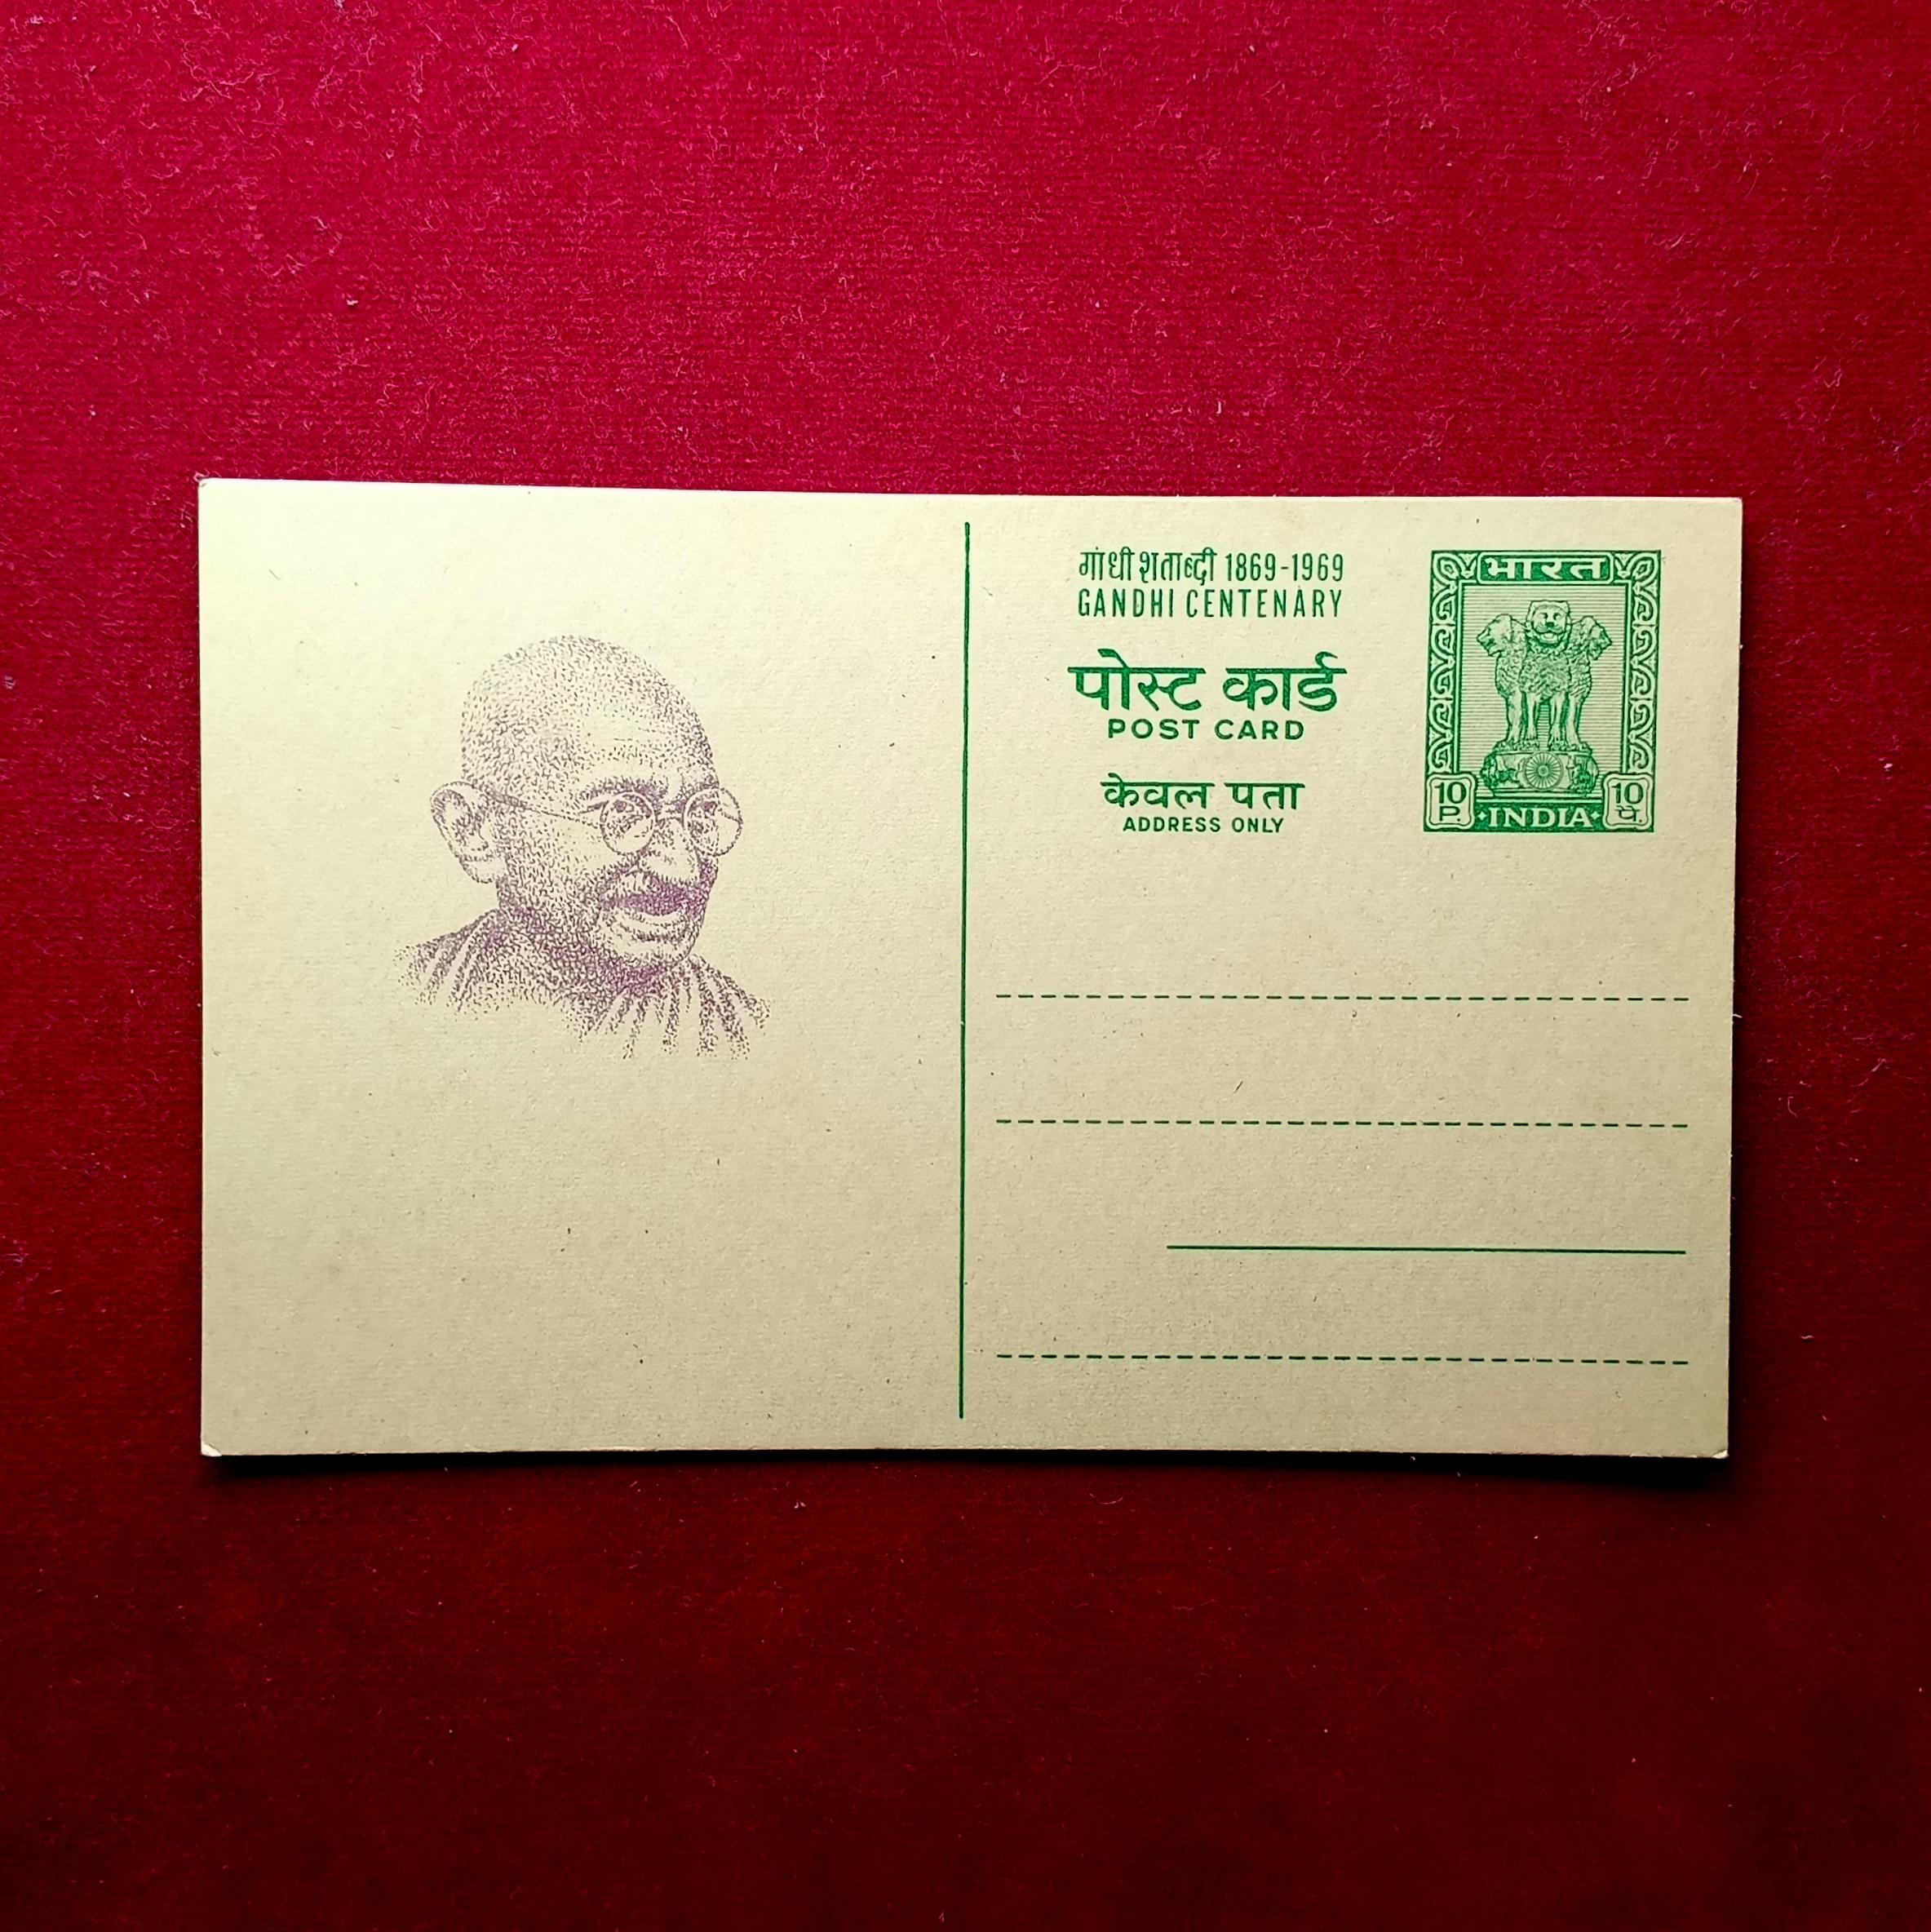 गांधी शताब्दी 1869-1969
GANDHI CENTENARY
पोस्ट कार्ड
POST CARD
केवल पता
ADDRESS ONLY
भारत
10 P.
INDIA
10 पै.